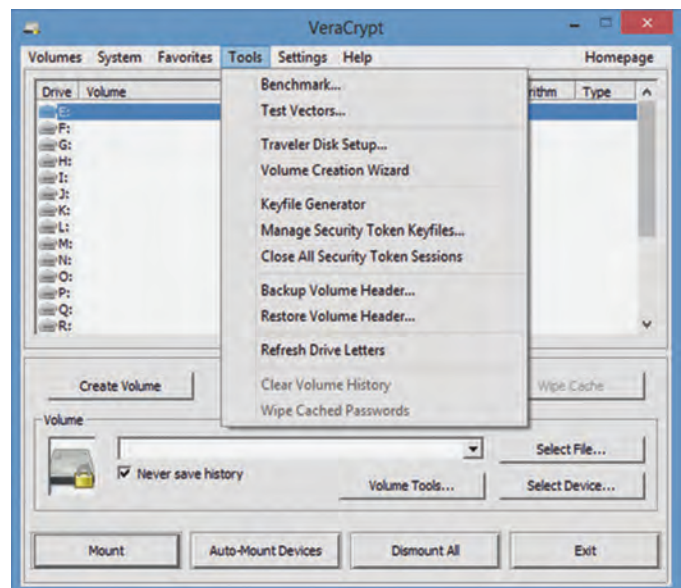 VeraCrypt
Volumes System Favorites Tools Settings Help Homepage
Drive Volume rithm Type
E:
F:
G:
H:
I:
J:
K:
L:
M:
N:
O:
P:
Q:
R:
Benchmark...
Test Vectors...
Traveler Disk Setup...
Volume Creation Wizard
Keyfile Generator
Manage Security Token Keyfiles...
Close All Security Token Sessions
Backup Volume Header...
Restore Volume Header...
Refresh Drive Letters
Clear Volume History
Wipe Cached Passwords
Create Volume Wipe Cache
Volume
Select File...
Never save history Volume Tools... Select Device...
Mount Auto-Mount Devices Dismount All Exit